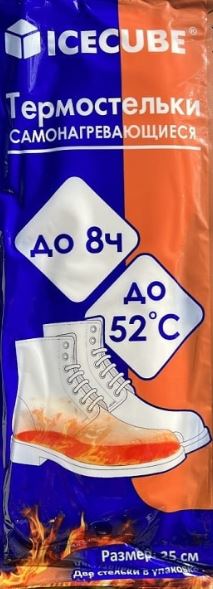 ICECUBE®
Термостельки
САМОНАГРЕВАЮЩИЕСЯ
до 8ч
до
52°С
Размер: 25 см
Две стельки в упаковке